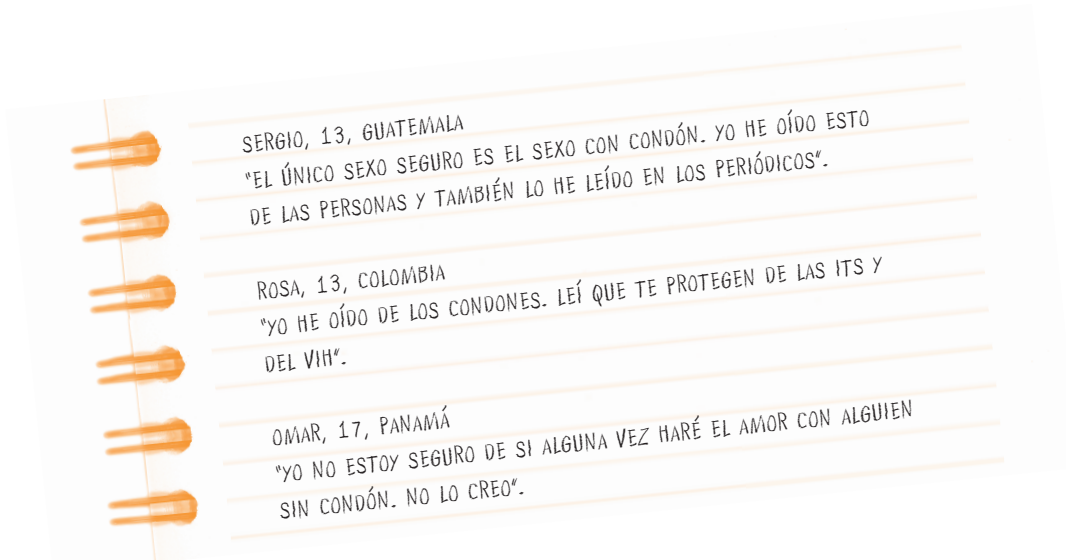 SERGIO, 13, GUATEMALA
"EL ÚNICO SEXO SEGURO ES EL SEXO CON CONDÓN. YO HE OÍDO ESTO
DE LAS PERSONAS Y TAMBIÉN LO HE LEÍDO EN LOS PERIÓDICOS".
ROSA, 13, COLOMBIA
"YO HE OÍDO DE LOS CONDONES. LEÍ QUE TE PROTEGEN DE LAS ITS Y
DEL VIH".
OMAR, 17, PANAMÁ
"YO NO ESTOY SEGURO DE SI ALGUNA VEZ HARÉ EL AMOR CON ALGUIEN
SIN CONDÓN. NO LO CREO".